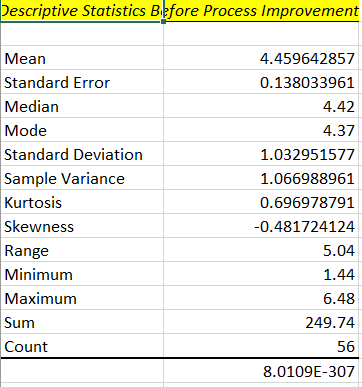 Descriptive Statistics Before Process Improvement
Mean 4.459642857
Standard Error 0.138033961
Median 4.42
Mode 4.37
Standard Deviation 1.032951577
Sample Variance 1.066988961
Kurtosis 0.696978791
Skewness -0.481724124
Range 5.04
Minimum 1.44
Maximum 6.48
Sum 249.74
Count 56
8.0109E-307